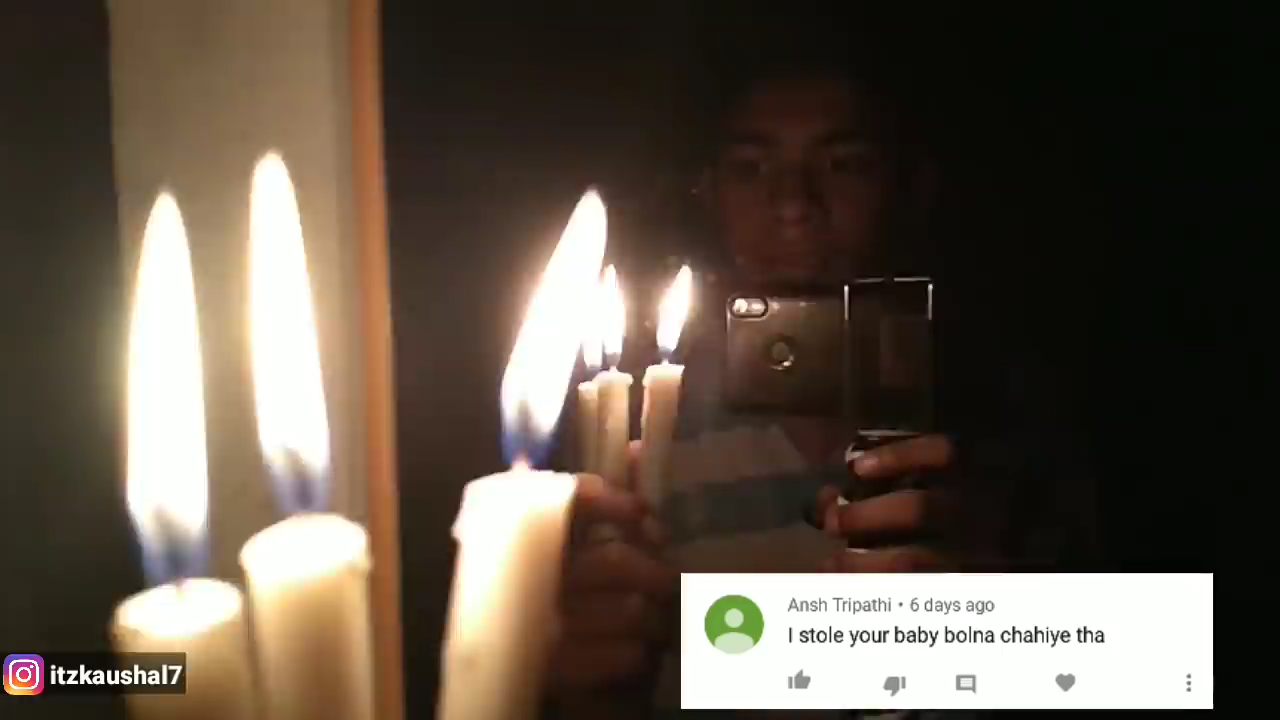 Ansh Tripathi • 6 days ago
I stole your baby bolna chahiye tha
itzkaushal7